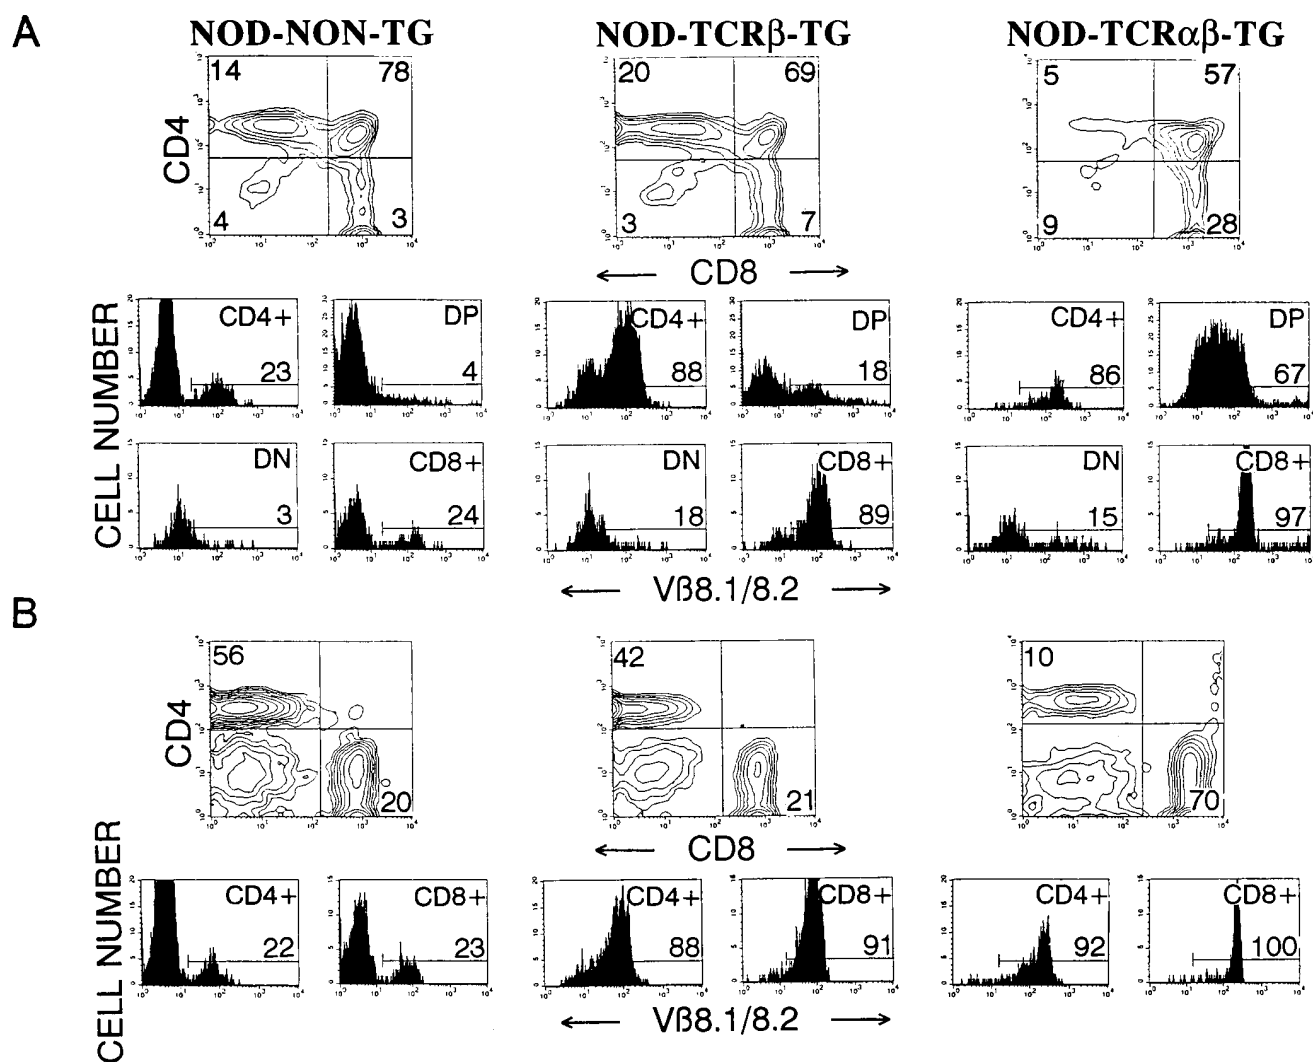 A
NOD-NON-TG NOD-TCRβ-TG NOD-TCRαβ-TG
14 78 20 69 5 57
CD4
4 3 3 7 9 28
CD8
CELL NUMBER
CD4+ DP CD4+ DP CD4+ DP
23 4 88 18 86 67
DN CD8+ DN CD8+ DN CD8+
3 24 18 89 15 97
Vß8.1/8.2
B
56 42 10
CD4
20 21 70
CD8
CELL NUMBER
CD4+ CD8+ CD4+ CD8+ CD4+ CD8+
22 23 88 91 92 100
Vß8.1/8.2